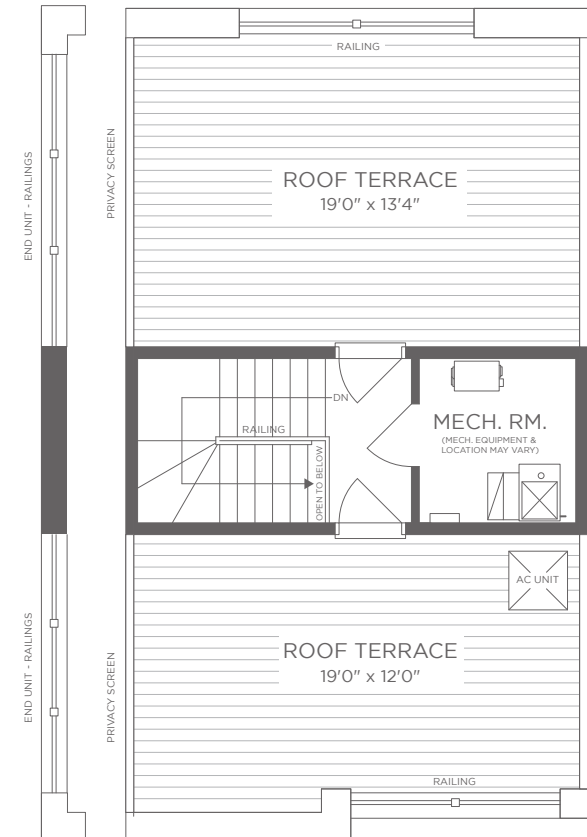 RAILING
END UNIT - RAILINGS
PRIVACY SCREEN
ROOF TERRACE
19'0" x 13'4"
DN
RAILING
OPEN TO BELOW
MECH. RM.
(MECH. EQUIPMENT &
LOCATION MAY VARY)
AC UNIT
END UNIT - RAILINGS
PRIVACY SCREEN
ROOF TERRACE
19'0" x 12'0"
RAILING